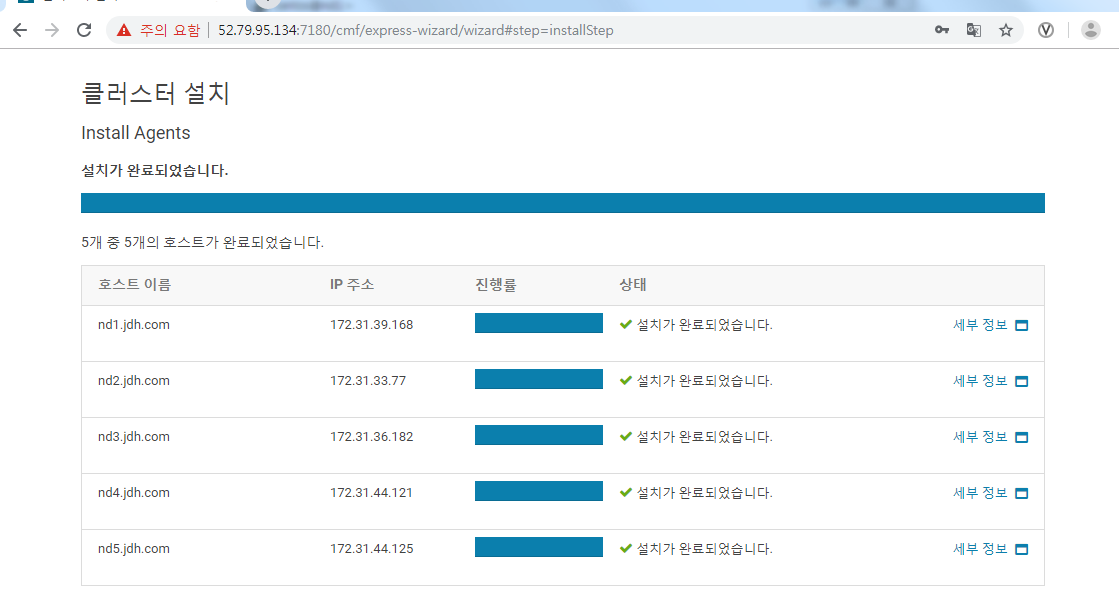 주의 요함 52.79.95.134:7180/cmf/express-wizard/wizard#step=installStep
클러스터 설치
Install Agents
설치가 완료되었습니다.
5개 중 5개의 호스트가 완료되었습니다.
호스트 이름 IP 주소 진행률 상태
nd1.jdh.com 172.31.39.168 설치가 완료되었습니다. 세부 정보
nd2.jdh.com 172.31.33.77 설치가 완료되었습니다. 세부 정보
nd3.jdh.com 172.31.36.182 설치가 완료되었습니다. 세부 정보
nd4.jdh.com 172.31.44.121 설치가 완료되었습니다. 세부 정보
nd5.jdh.com 172.31.44.125 설치가 완료되었습니다. 세부 정보